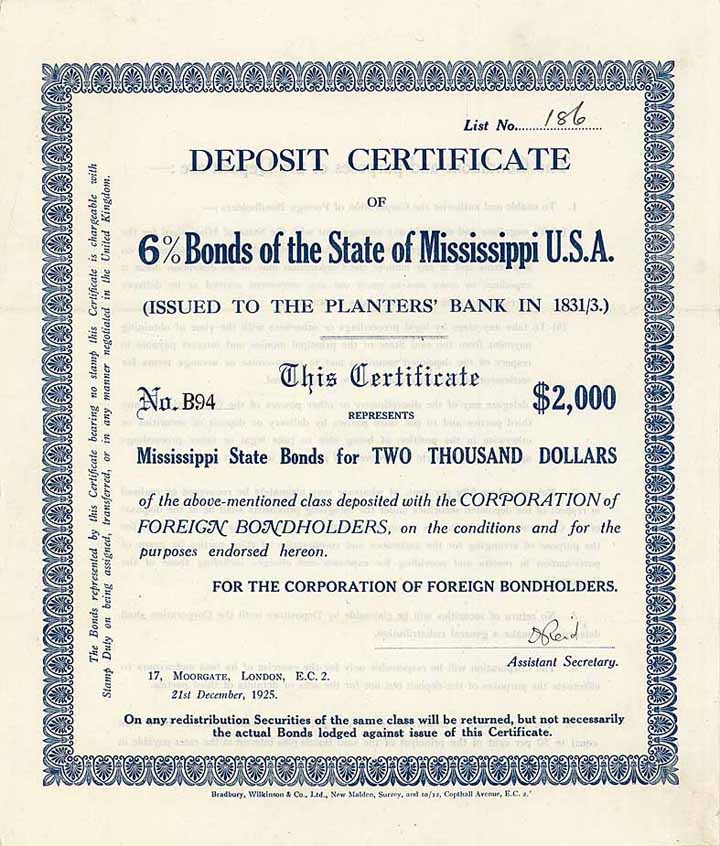 List No. 186
DEPOSIT CERTIFICATE
OF
6% Bonds of the State of Mississippi U.S.A.
(ISSUED TO THE PLANTERS' BANK IN 1831/3.)
This Certificate
No. B94 $2,000
REPRESENTS
Mississippi State Bonds for TWO THOUSAND DOLLARS
of the above-mentioned class deposited with the CORPORATION of
FOREIGN BONDHOLDERS, on the conditions and for the
purposes endorsed hereon.
FOR THE CORPORATION OF FOREIGN BONDHOLDERS.
DReid
Assistant Secretary.
17, MOORGATE, LONDON, E.C. 2.
21st December, 1925.
On any redistribution Securities of the same class will be returned, but not necessarily
the actual Bonds lodged against issue of this Certificate.
The Bonds represented by this Certificate bearing no stamp this Certificate is chargeable with
Stamp Duty on being assigned, transferred, or in any manner negotiated in the United Kingdom.
Bradbury, Wilkinson & Co., Ltd., New Malden, Surrey, and 20/22, Copthall Avenue, E.C. 2.